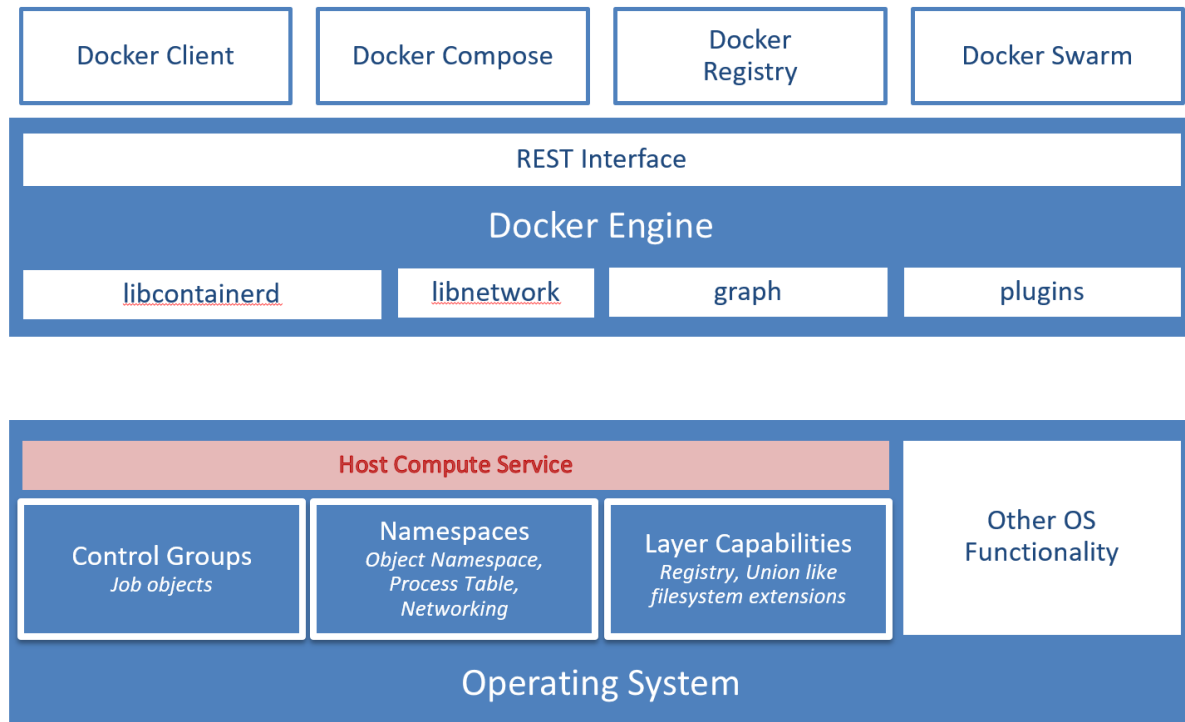 Docker Client
Docker Compose
Docker
Registry
Docker Swarm
REST Interface
Docker Engine
libcontainerd
libnetwork
graph
plugins
Host Compute Service
Control Groups
Job objects
Namespaces
Object Namespace,
Process Table,
Networking
Layer Capabilities
Registry, Union like
filesystem extensions
Other OS
Functionality
Operating System